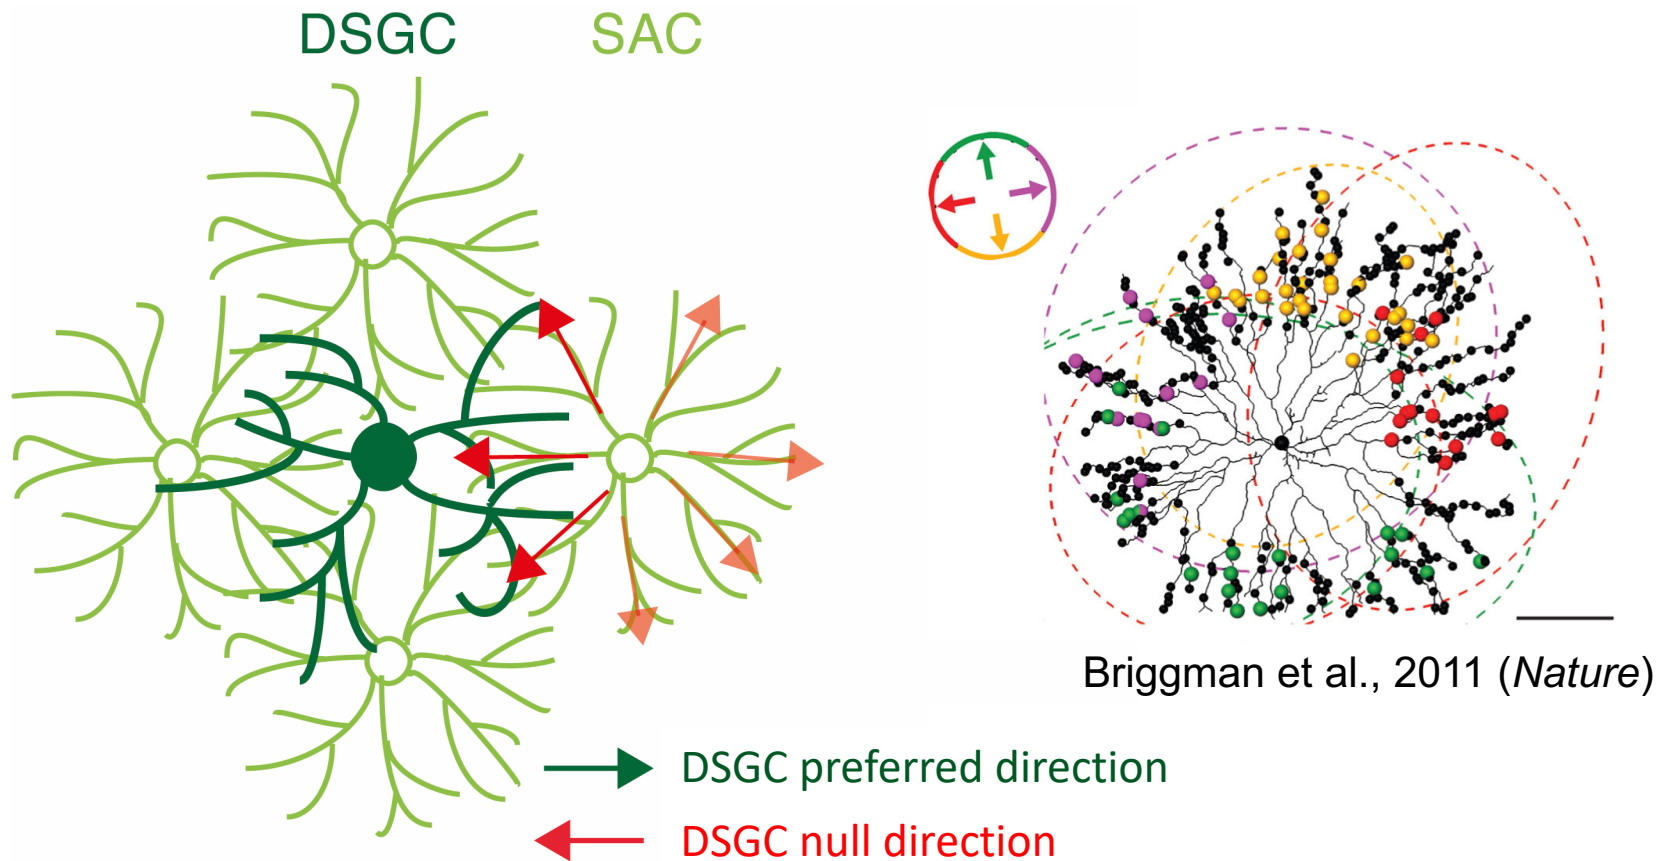 DSGC
SAC
Briggman et al., 2011 (Nature)
DSGC preferred direction
DSGC null direction